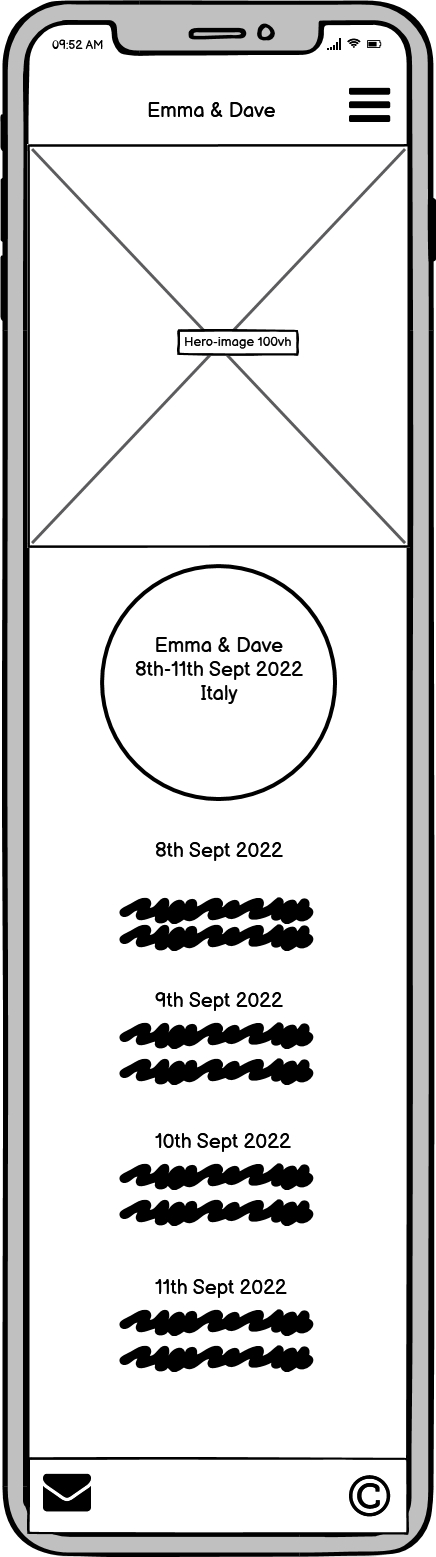 09:52 AM
Emma & Dave
Hero-image 100vh
Emma & Dave
8th-11th Sept 2022
Italy
8th Sept 2022
9th Sept 2022
10th Sept 2022
11th Sept 2022
©